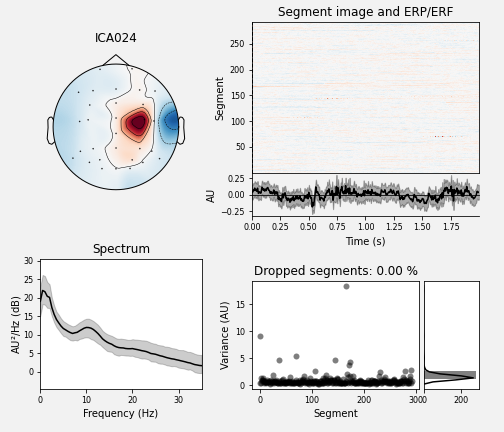 ICA024
Segment image and ERP/ERF
Segment
250
200
150
100
50
AU
0.25
0.00
−0.25
0.00 0.25 0.50 0.75 1.00 1.25 1.50 1.75
Time (s)
Spectrum
AU²/Hz (dB)
30
25
20
15
10
5
0
0 10 20 30
Frequency (Hz)
Dropped segments: 0.00 %
Variance (AU)
15
10
5
0
0 100 200 300
Segment
0 200